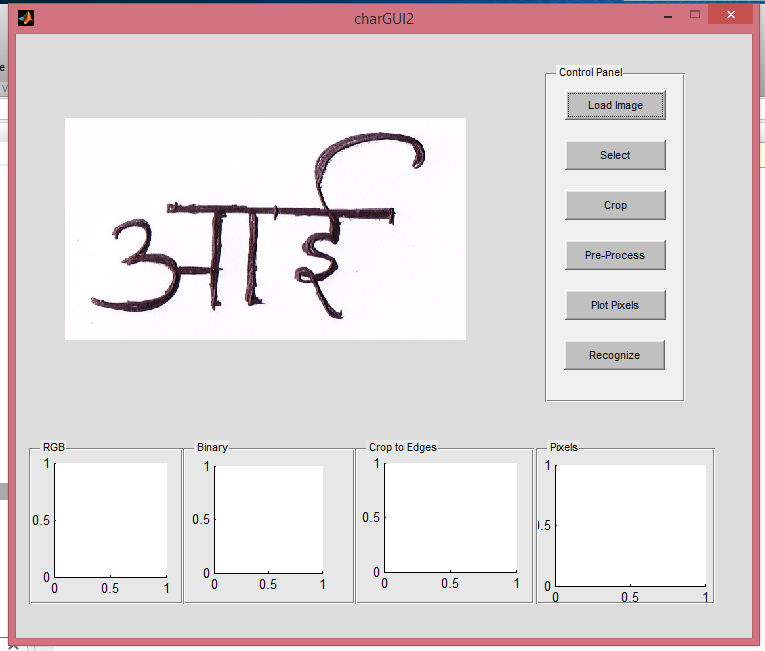 charGUI2
आई
Control Panel
Load Image
Select
Crop
Pre-Process
Plot Pixels
Recognize
RGB
1
0.5
0
0 0.5 1
Binary
1
0.5
0
0 0.5 1
Crop to Edges
1
0.5
0
0 0.5 1
Pixels
1
0.5
0
0 0.5 1